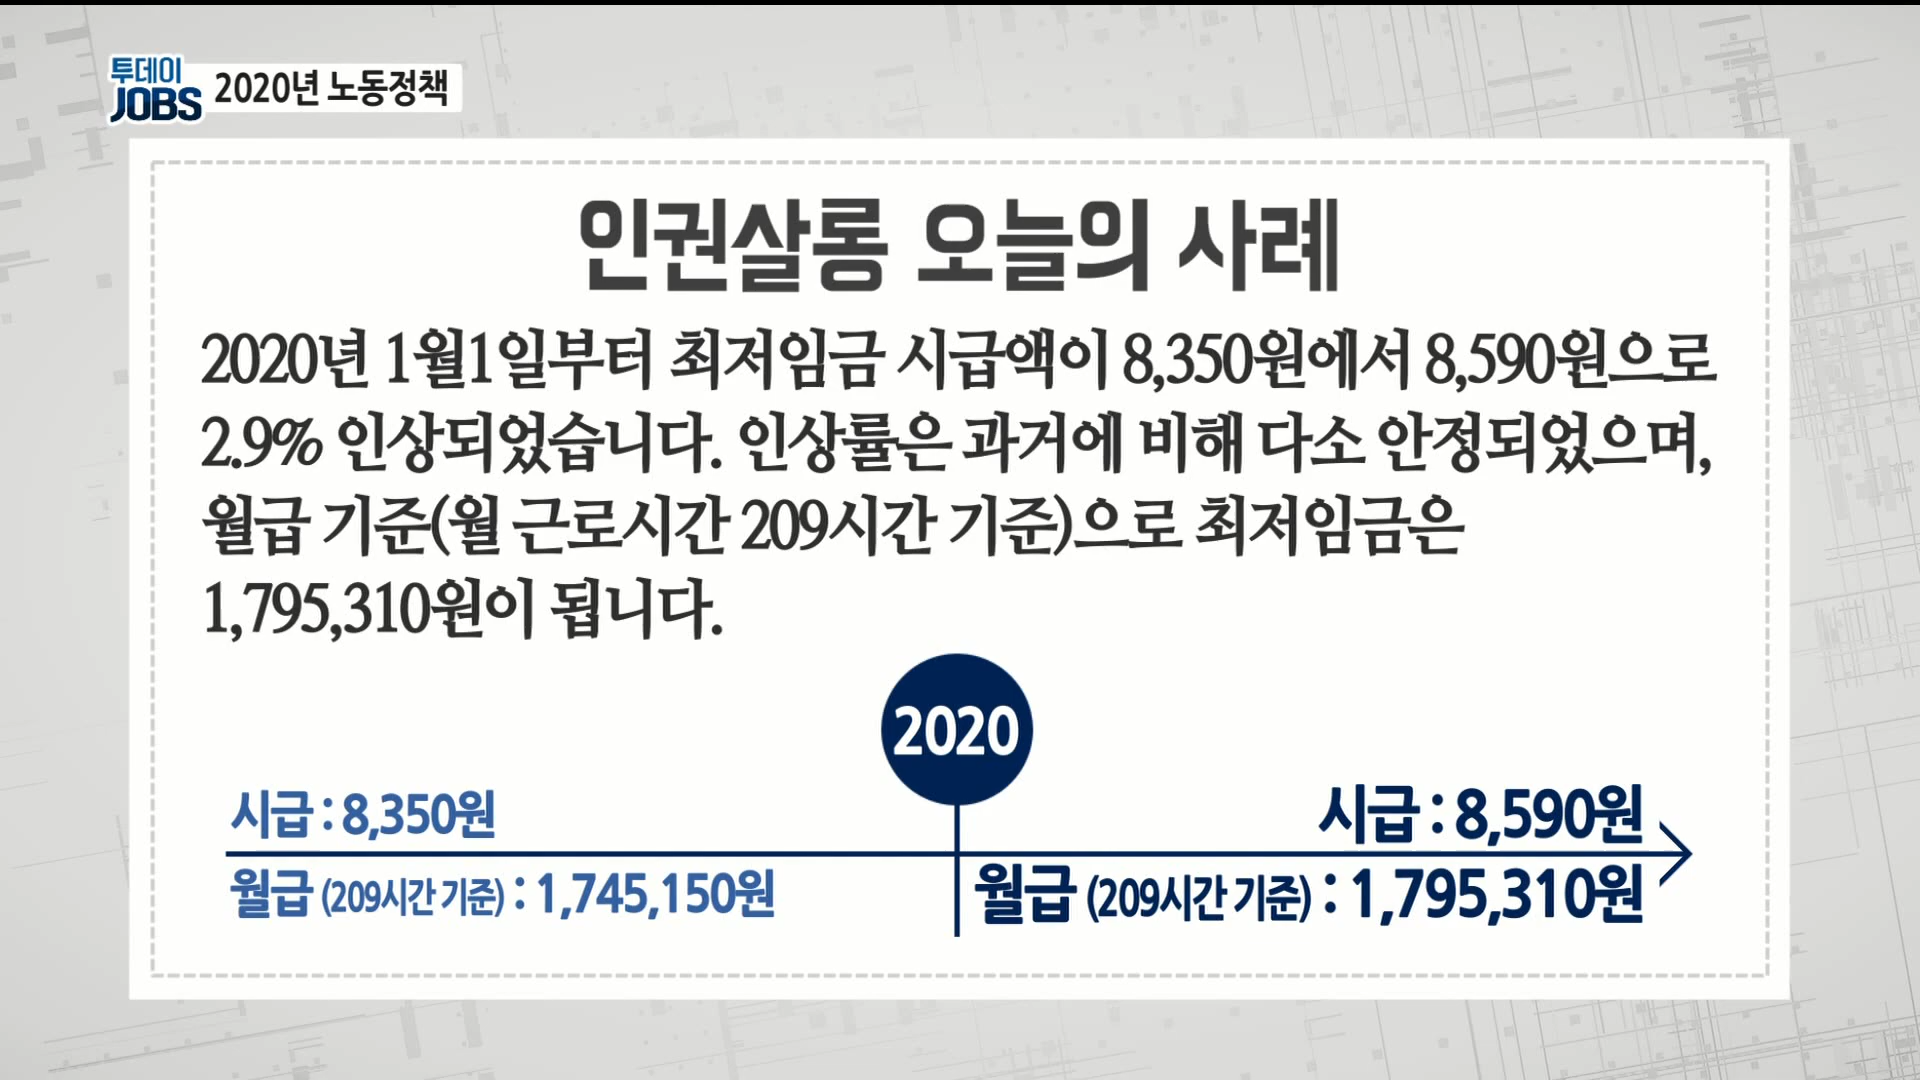 투데이
JOBS
2020년 노동정책
인권살롱 오늘의 사례
2020년 1월1일부터 최저임금 시급액이 8,350원에서 8,590원으로
2.9% 인상되었습니다. 인상률은 과거에 비해 다소 안정되었으며,
월급 기준(월 근로시간 209시간 기준)으로 최저임금은
1,795,310원이 됩니다.
2020
시급 : 8,350원
시급 : 8,590원
월급 (209시간 기준) : 1,745,150원
월급 (209시간 기준) : 1,795,310원